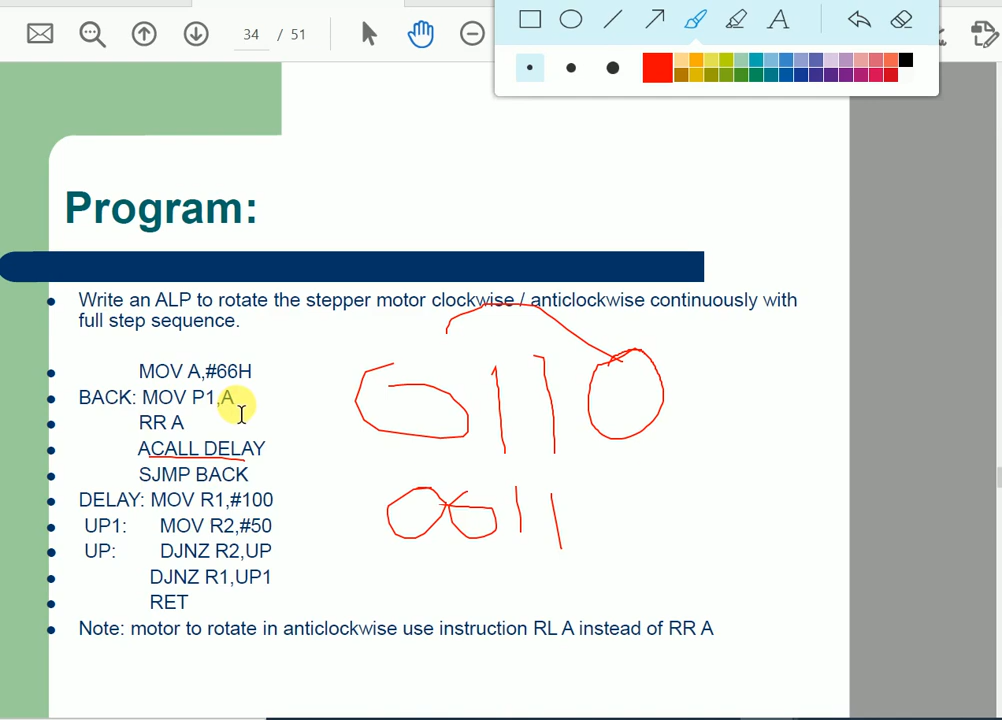 34 / 51
A
Program:
Write an ALP to rotate the stepper motor clockwise / anticlockwise continuously with
full step sequence.
MOV A,#66H
BACK: MOV P1,A
RR A
ACALL DELAY
SJMP BACK
DELAY: MOV R1,#100
UP1: MOV R2,#50
UP: DJNZ R2,UP
DJNZ R1,UP1
RET
Note: motor to rotate in anticlockwise use instruction RL A instead of RR A
0110
0011